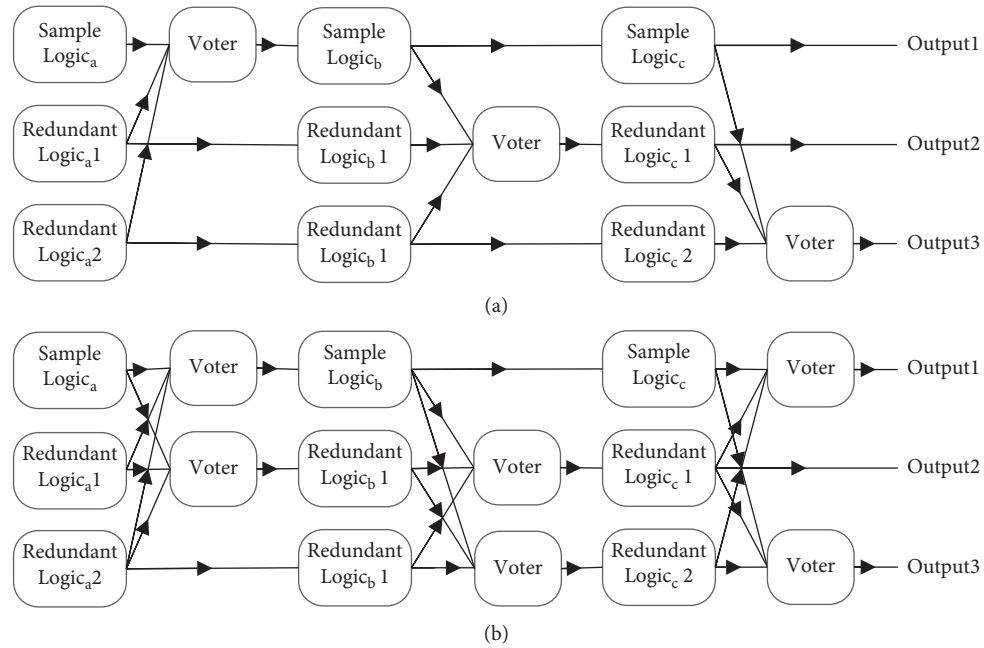 Sample
Logica
Voter
Sample
Logicb
Sample
Logicc
Output1
Redundant
Logica1
Redundant
Logicb 1
Voter
Redundant
Logicc 1
Output2
Redundant
Logica2
Redundant
Logicb 1
Redundant
Logicc 2
Voter
Output3
(a)
Sample
Logica
Voter
Sample
Logicb
Sample
Logicc
Voter
Output1
Redundant
Logica1
Voter
Redundant
Logicb 1
Voter
Redundant
Logicc 1
Output2
Redundant
Logica2
Redundant
Logicb 1
Voter
Redundant
Logicc 2
Voter
Output3
(b)